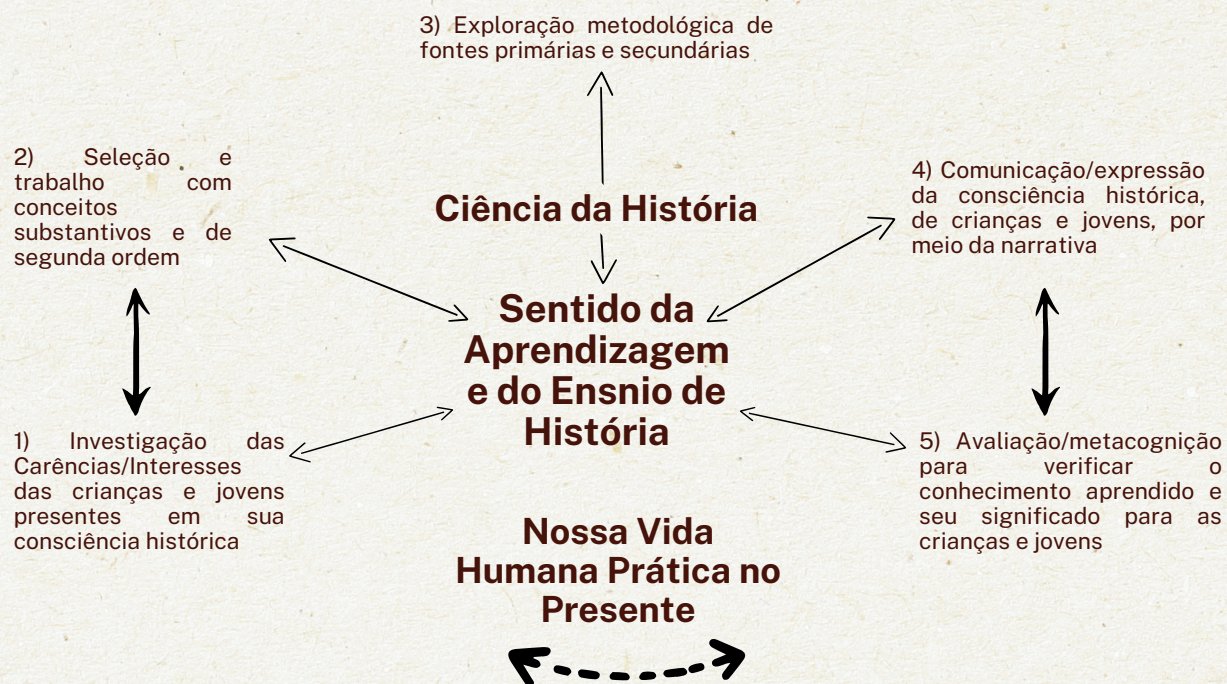 3) Exploração metodológica de
fontes primárias e secundárias
2) Seleção e
trabalho com
conceitos
substantivos e de
segunda ordem
4) Comunicação/expressão
da consciência histórica,
de crianças e jovens, por
meio da narrativa
Ciência da História
Sentido da
Aprendizagem
e do Ensnio de
História
1) Investigação das
Carências/Interesses
das crianças e jovens
presentes em sua
consciência histórica
5) Avaliação/metacognição
para verificar o
conhecimento aprendido e
seu significado para as
crianças e jovens
Nossa Vida
Humana Prática no
Presente